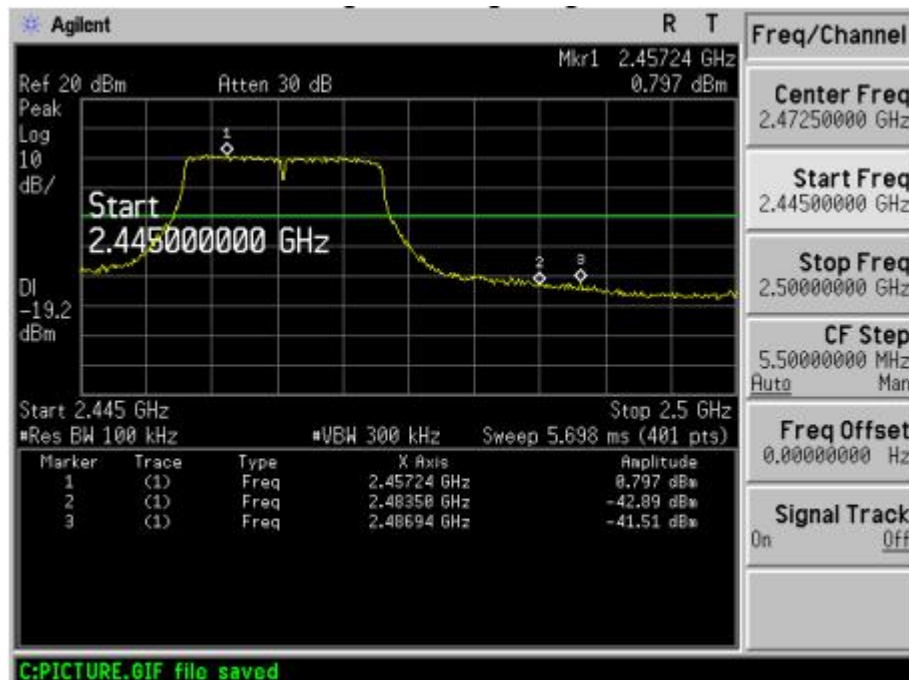 Agilent
R T
Mkr1 2.45724 GHz
Ref 20 dBm Atten 30 dB 0.797 dBm
Peak
Log
10
dB/
1
Start
2.445000000 GHz
2 3
DI
-19.2
dBm
Start 2.445 GHz Stop 2.5 GHz
#Res BW 100 kHz #VBW 300 kHz Sweep 5.698 ms (401 pts)
Marker Trace Type X Axis Amplitude
1 (1) Freq 2.45724 GHz 0.797 dBm
2 (1) Freq 2.48350 GHz -42.89 dBm
3 (1) Freq 2.48694 GHz -41.51 dBm
C:PICTURE.GIF file saved
Freq/Channel
Center Freq
2.47250000 GHz
Start Freq
2.44500000 GHz
Stop Freq
2.50000000 GHz
CF Step
5.50000000 MHz
Auto Man
Freq Offset
0.00000000 Hz
Signal Track
On Off